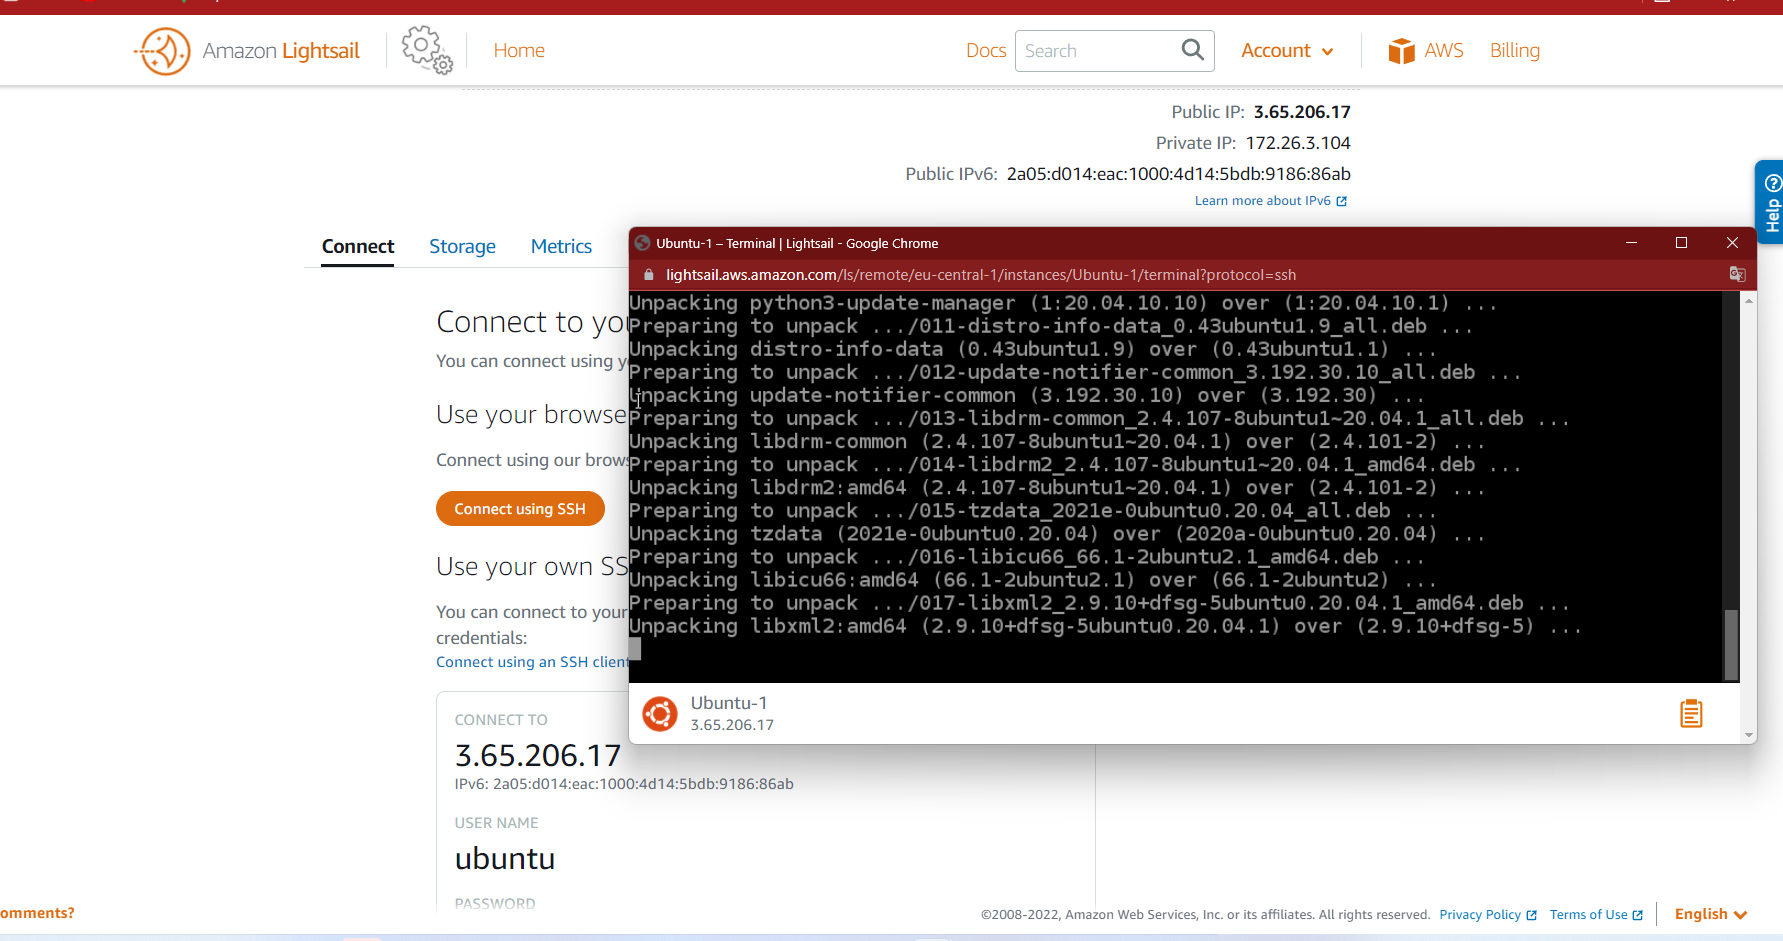 Amazon Lightsail
Home
Docs
Search
Account
AWS
Billing
Public IP: 3.65.206.17
Private IP: 172.26.3.104
Public IPv6: 2a05:d014:eac:1000:4d14:5bdb:9186:86ab
Learn more about IPv6
Help
Connect
Storage
Metrics
Connect to you
You can connect using y
Use your browse
Connect using our brows
Connect using SSH
Use your own SS
You can connect to your
credentials:
Connect using an SSH client
CONNECT TO
3.65.206.17
IPv6: 2a05:d014:eac:1000:4d14:5bdb:9186:86ab
USER NAME
ubuntu
PASSWORD
Ubuntu-1 – Terminal | Lightsail - Google Chrome
lightsail.aws.amazon.com/ls/remote/eu-central-1/instances/Ubuntu-1/terminal?protocol=ssh
Unpacking python3-update-manager (1:20.04.10.10) over (1:20.04.10.1) ...
Preparing to unpack .../011-distro-info-data_0.43ubuntu1.9_all.deb ...
Unpacking distro-info-data (0.43ubuntu1.9) over (0.43ubuntu1.1) ...
Preparing to unpack .../012-update-notifier-common_3.192.30.10_all.deb ...
Unpacking update-notifier-common (3.192.30.10) over (3.192.30) ...
Preparing to unpack .../013-libdrm-common_2.4.107-8ubuntu1~20.04.1_all.deb ...
Unpacking libdrm-common (2.4.107-8ubuntu1~20.04.1) over (2.4.101-2) ...
Preparing to unpack .../014-libdrm2_2.4.107-8ubuntu1~20.04.1_amd64.deb ...
Unpacking libdrm2:amd64 (2.4.107-8ubuntu1~20.04.1) over (2.4.101-2) ...
Preparing to unpack .../015-tzdata_2021e-0ubuntu0.20.04_all.deb ...
Unpacking tzdata (2021e-0ubuntu0.20.04) over (2020a-0ubuntu0.20.04) ...
Preparing to unpack .../016-libicu66_66.1-2ubuntu2.1_amd64.deb ...
Unpacking libicu66:amd64 (66.1-2ubuntu2.1) over (66.1-2ubuntu2) ...
Preparing to unpack .../017-libxml2_2.9.10+dfsg-5ubuntu0.20.04.1_amd64.deb ...
Unpacking libxml2:amd64 (2.9.10+dfsg-5ubuntu0.20.04.1) over (2.9.10+dfsg-5) ...
Ubuntu-1
3.65.206.17
omments?
©2008-2022, Amazon Web Services, Inc. or its affiliates. All rights reserved.
Privacy Policy
Terms of Use
English